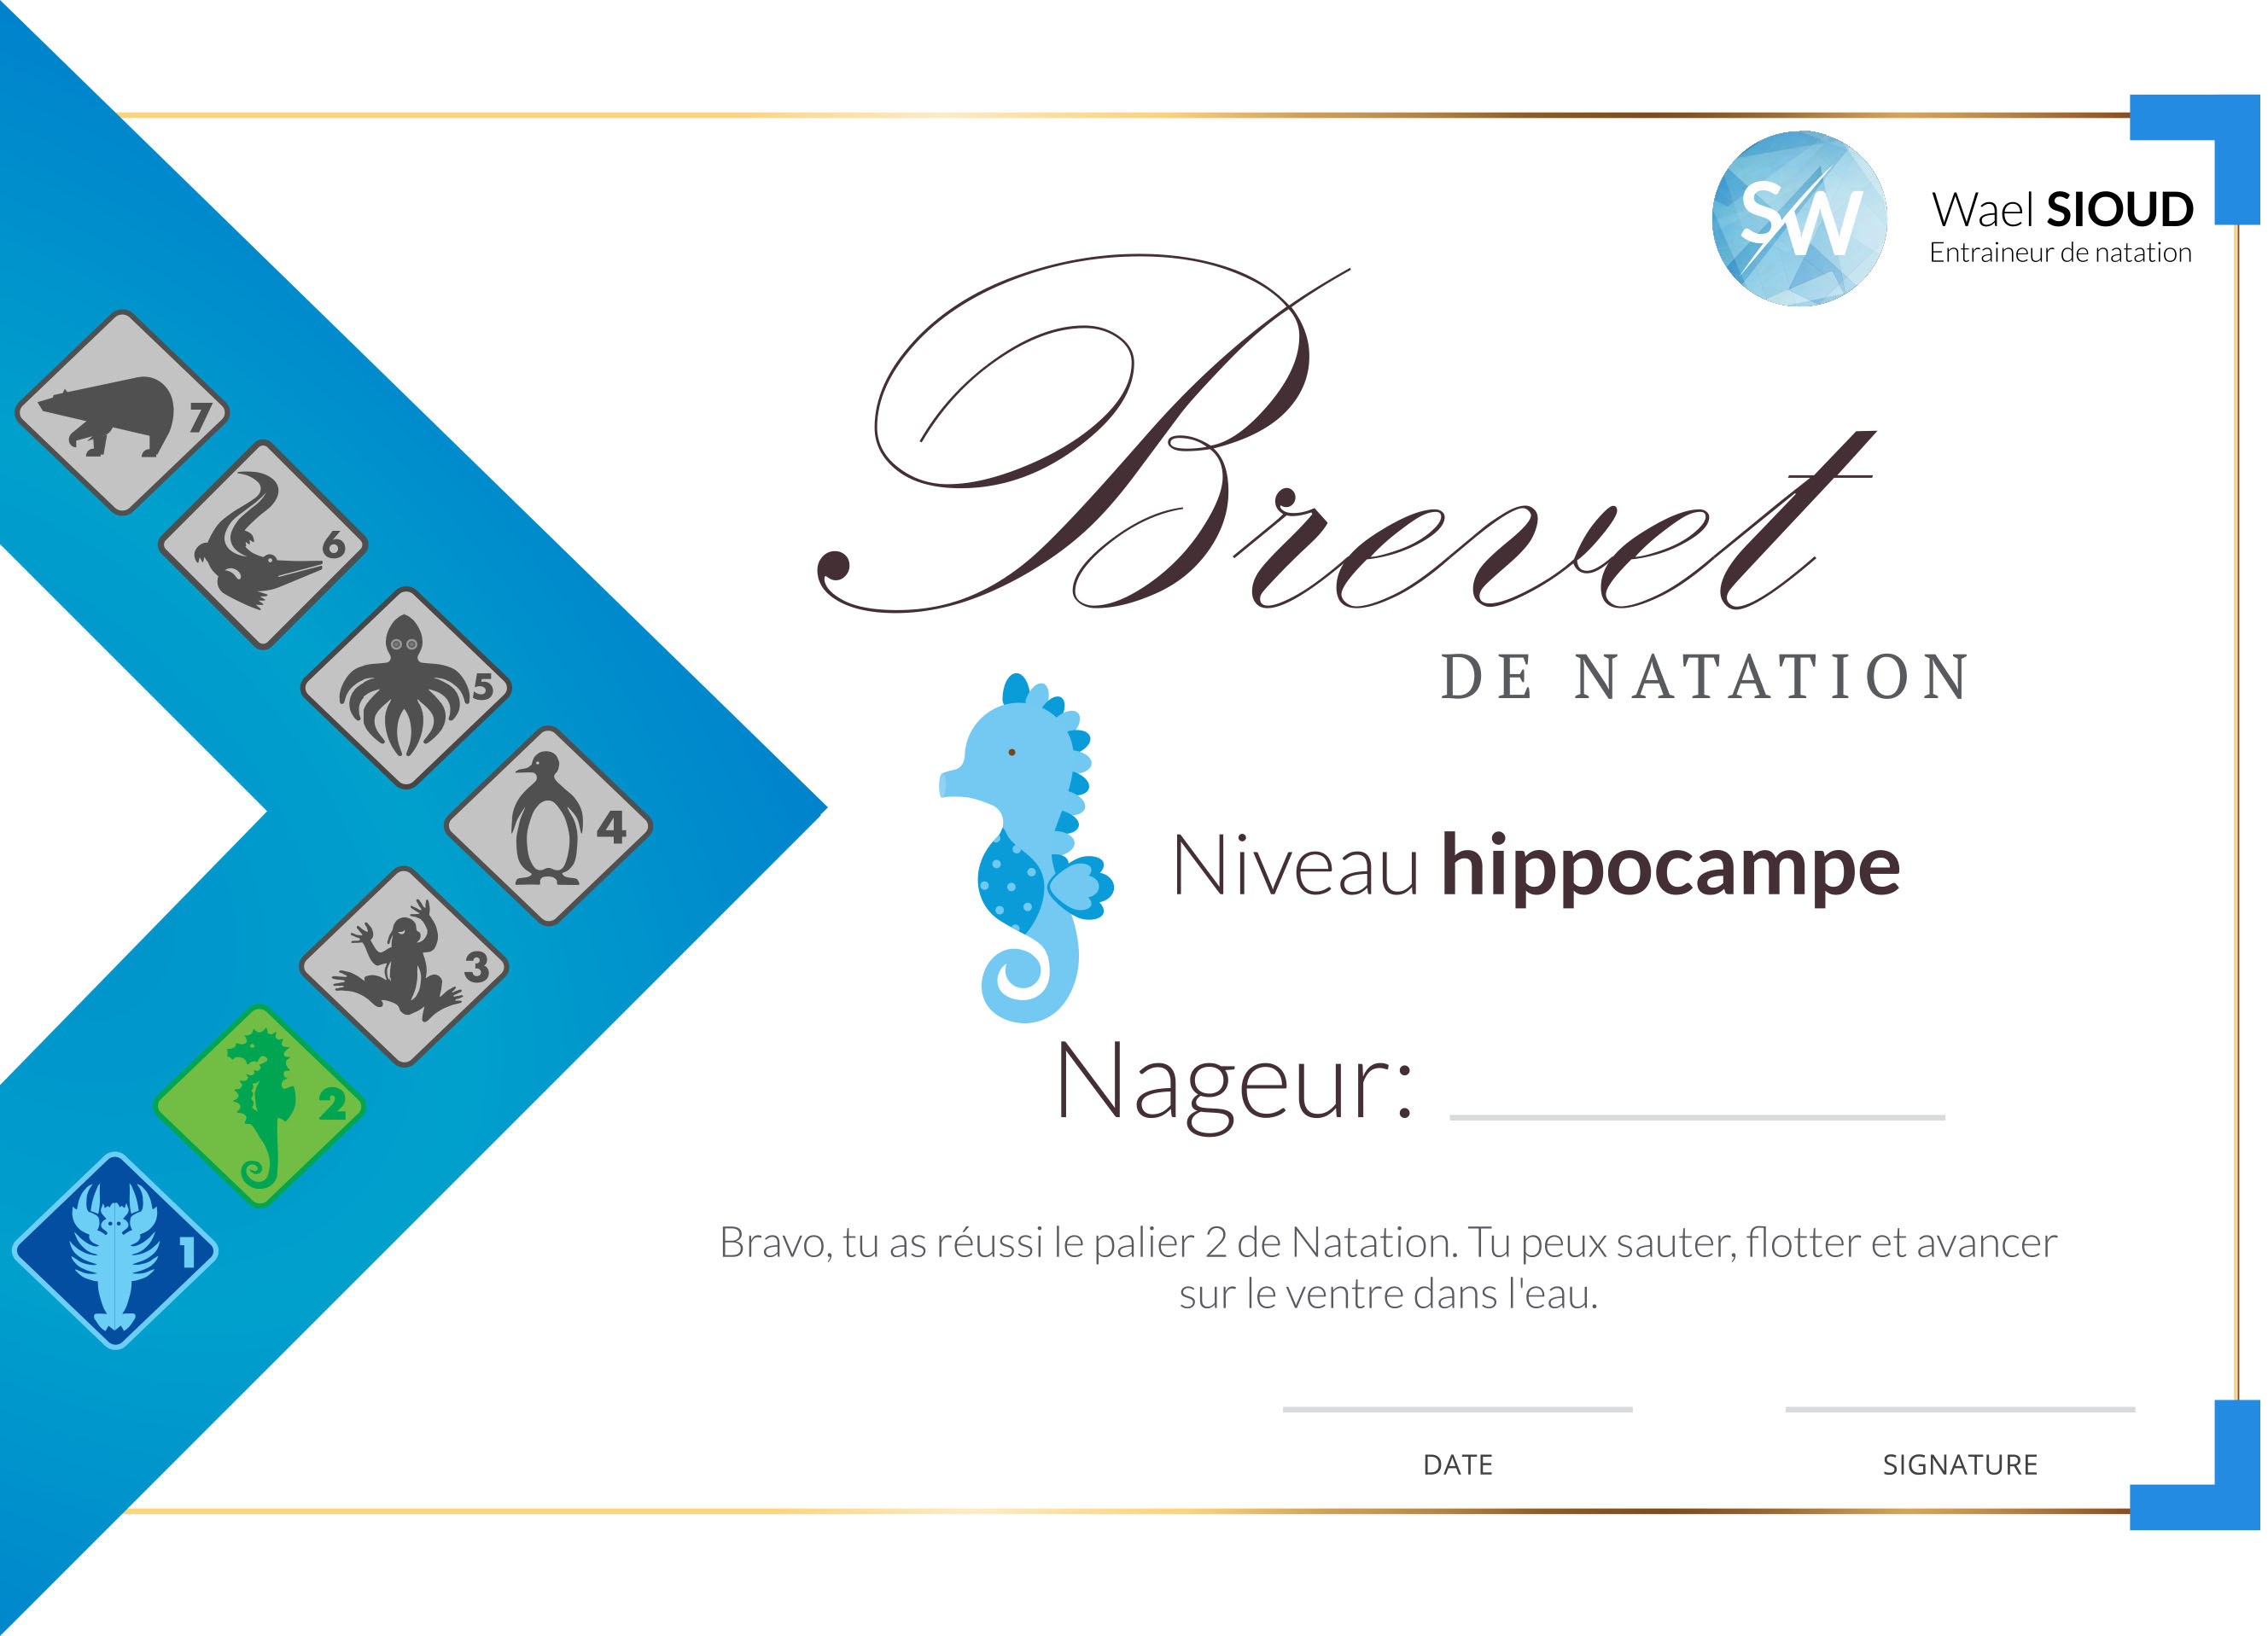 SW
Wael SIOUD
Entraineur de natation
Brevet
DE NATATION
7
6
5
4
3
2
1
Niveau hippocampe
Nageur:
Bravo, tu as réussi le palier 2 de Natation. Tu peux sauter, flotter et avancer
sur le ventre dans l'eau.
DATE
SIGNATURE